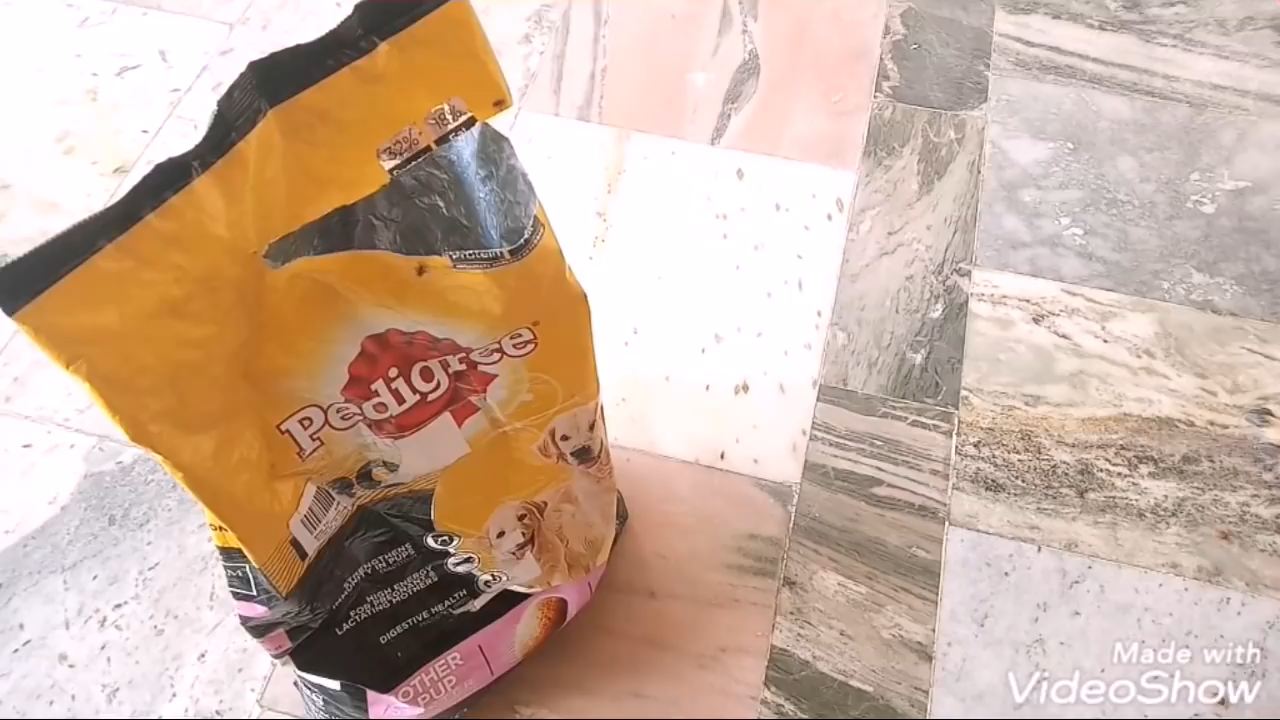 32% 18%
Protein
Pedigree
STRENGTHENS
IMMUNITY IN PUPS
HIGH ENERGY
FOR PREGNANT &
LACTATING MOTHERS
DIGESTIVE HEALTH
OTHER
PUP
Made with
VideoShow